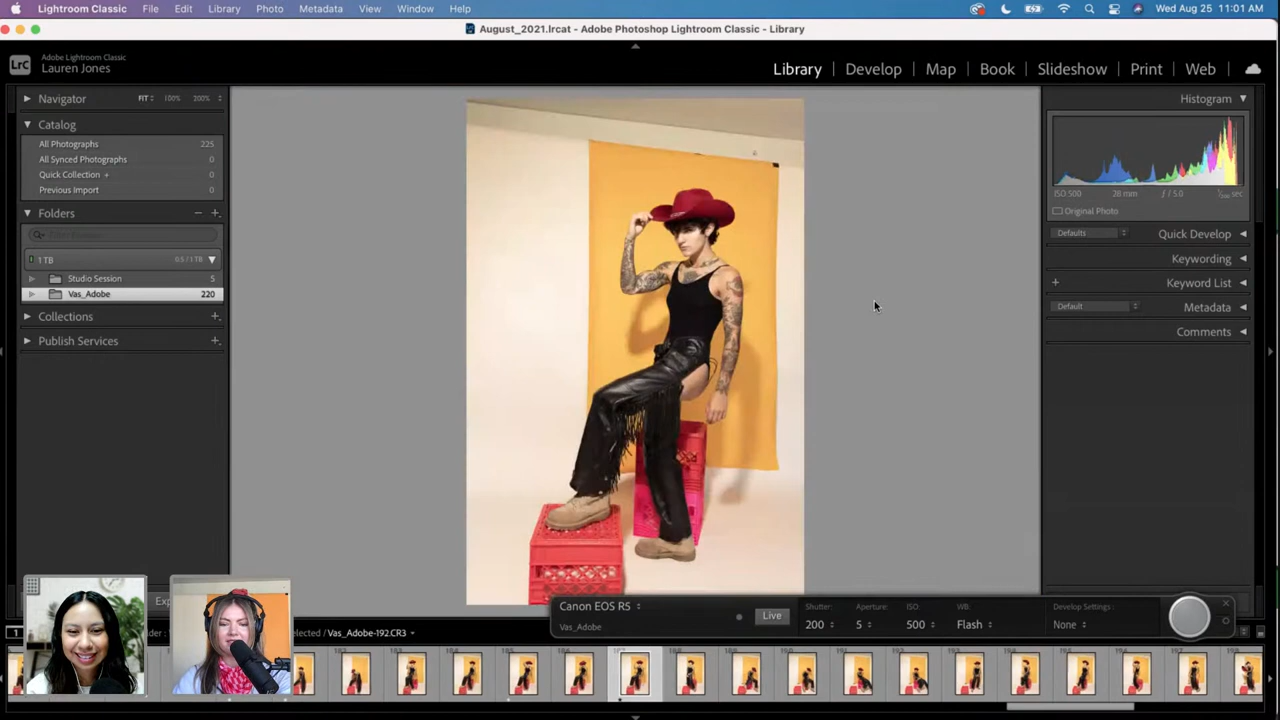 Lightroom Classic File Edit Library Photo Metadata View Window Help Wed Aug 25 11:01 AM
August_2021.lrcat - Adobe Photoshop Lightroom Classic - Library
LrC Adobe Lightroom Classic
Lauren Jones
Library | Develop | Map | Book | Slideshow | Print | Web
Navigator FIT 100% 200%
Histogram
Catalog
All Photographs 225
All Synced Photographs 0
Quick Collection + 0
Previous Import 0
Folders
1 TB
Studio Session 5
Vas_Adobe 220
Collections
Publish Services
ISO 500 28 mm f / 5.0 sec
Original Photo
Defaults Quick Develop
Keywording
Keyword List
Default Metadata
Comments
Canon EOS R5
Vas_Adobe
Live
Shutter: Aperture: ISO: WB: Develop Settings:
200 5 500 Flash None
1 / Vas_Adobe-192.CR3